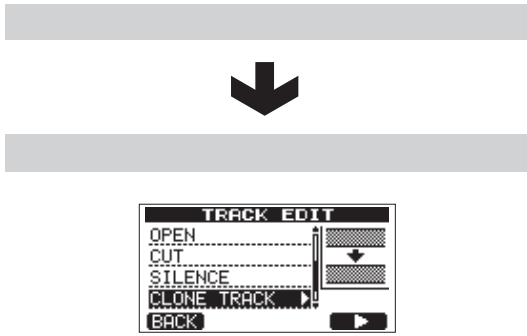 TRACK EDIT
OPEN
CUT
SILENCE
CLONE TRACK
BACK